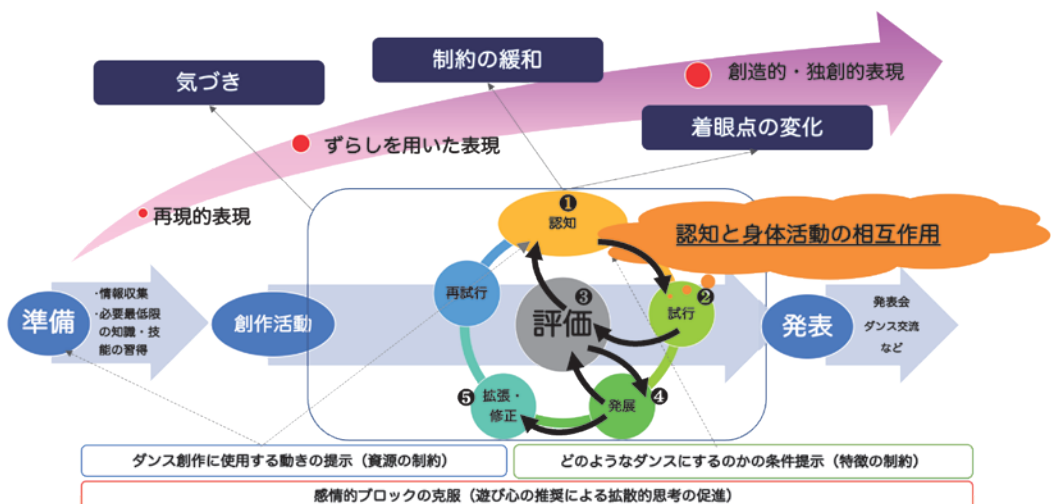 制約の緩和
気づき
創造的・独創的表現
着眼点の変化
ずらしを用いた表現
再現的表現
❶
認知
認知と身体活動の相互作用
準備
・情報収集
・必要最低限
の知識・技
能の習得
創作活動
再試行
❸
評価
❷
試行
発表
発表会
ダンス交流
など
❺
拡張・
修正
❹
発展
ダンス創作に使用する動きの提示（資源の制約）
どのようなダンスにするのかの条件提示（特徴の制約）
感情的ブロックの克服（遊び心の推奨による拡散的思考の促進）